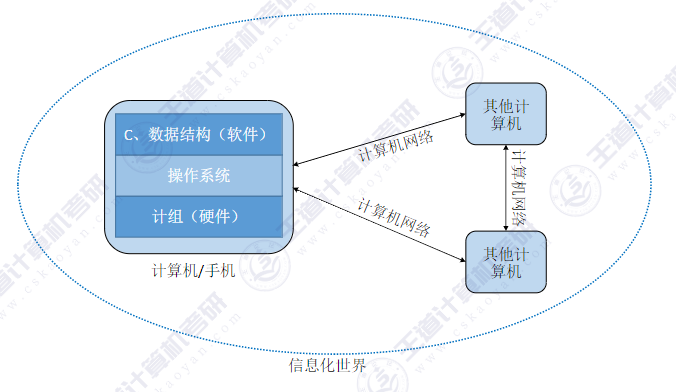 C、数据结构（软件）
操作系统
计组（硬件）
计算机/手机
计算机网络
计算机网络
其他计
算机
计算机网络
其他计
算机
信息化世界
王道计算机考研
www.cskaoyan.com